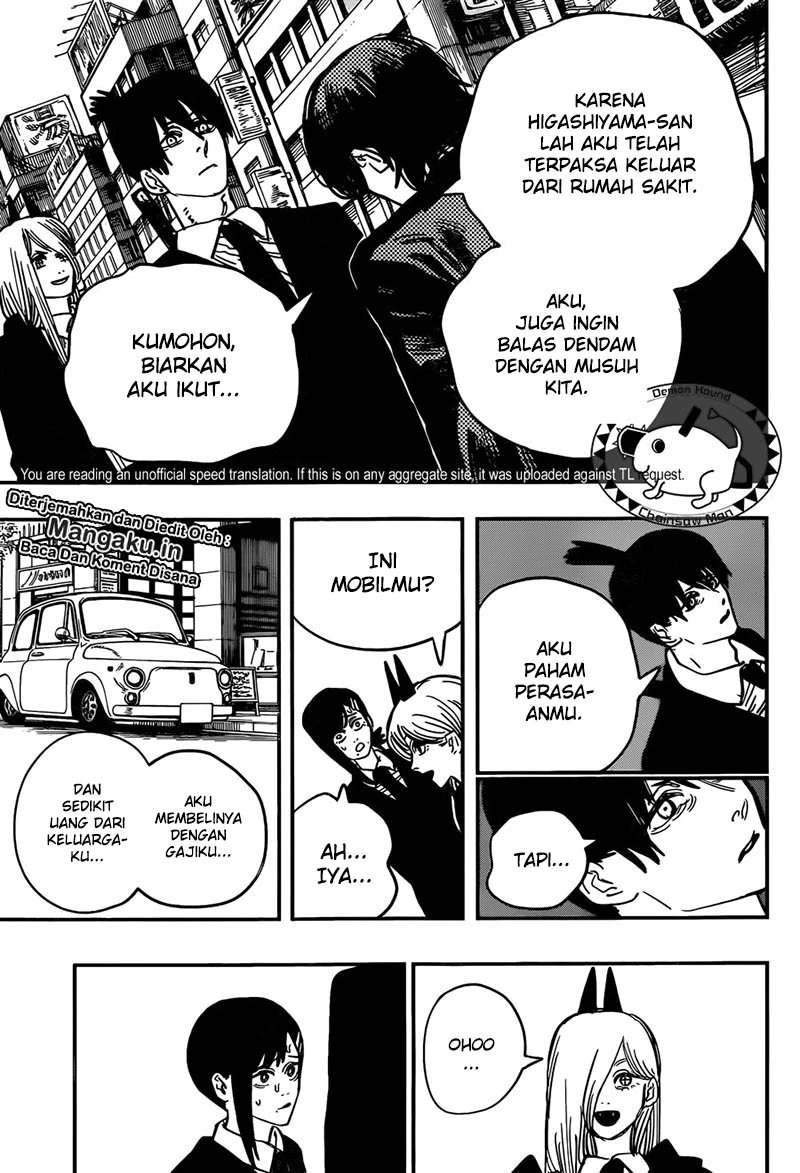 KARENA
HIGASHIYAMA-SAN
LAH AKU TELAH
TERPAKSA KELUAR
DARI RUMAH SAKIT.
AKU,
JUGA INGIN
BALAS DENDAM
DENGAN MUSUH
KITA.
KUMOHON,
BIARKAN
AKU IKUT...
Demon Hound
Chainsaw Man
You are reading an unofficial speed translation. If this is on any aggregate site, it was uploaded against TL request.
AKU
PAHAM
PERASA-
ANMU.
TAPI...
INI
MOBILMU?
AH...
IYA...
Diterjemahkan dan Diedit Oleh :
Mangaku.in
Baca Dan Koment Disana
AKU
MEMBELINYA
DENGAN
GAJIKU...
DAN
SEDIKIT
UANG DARI
KELUARGA-
KU...
OHOO
...